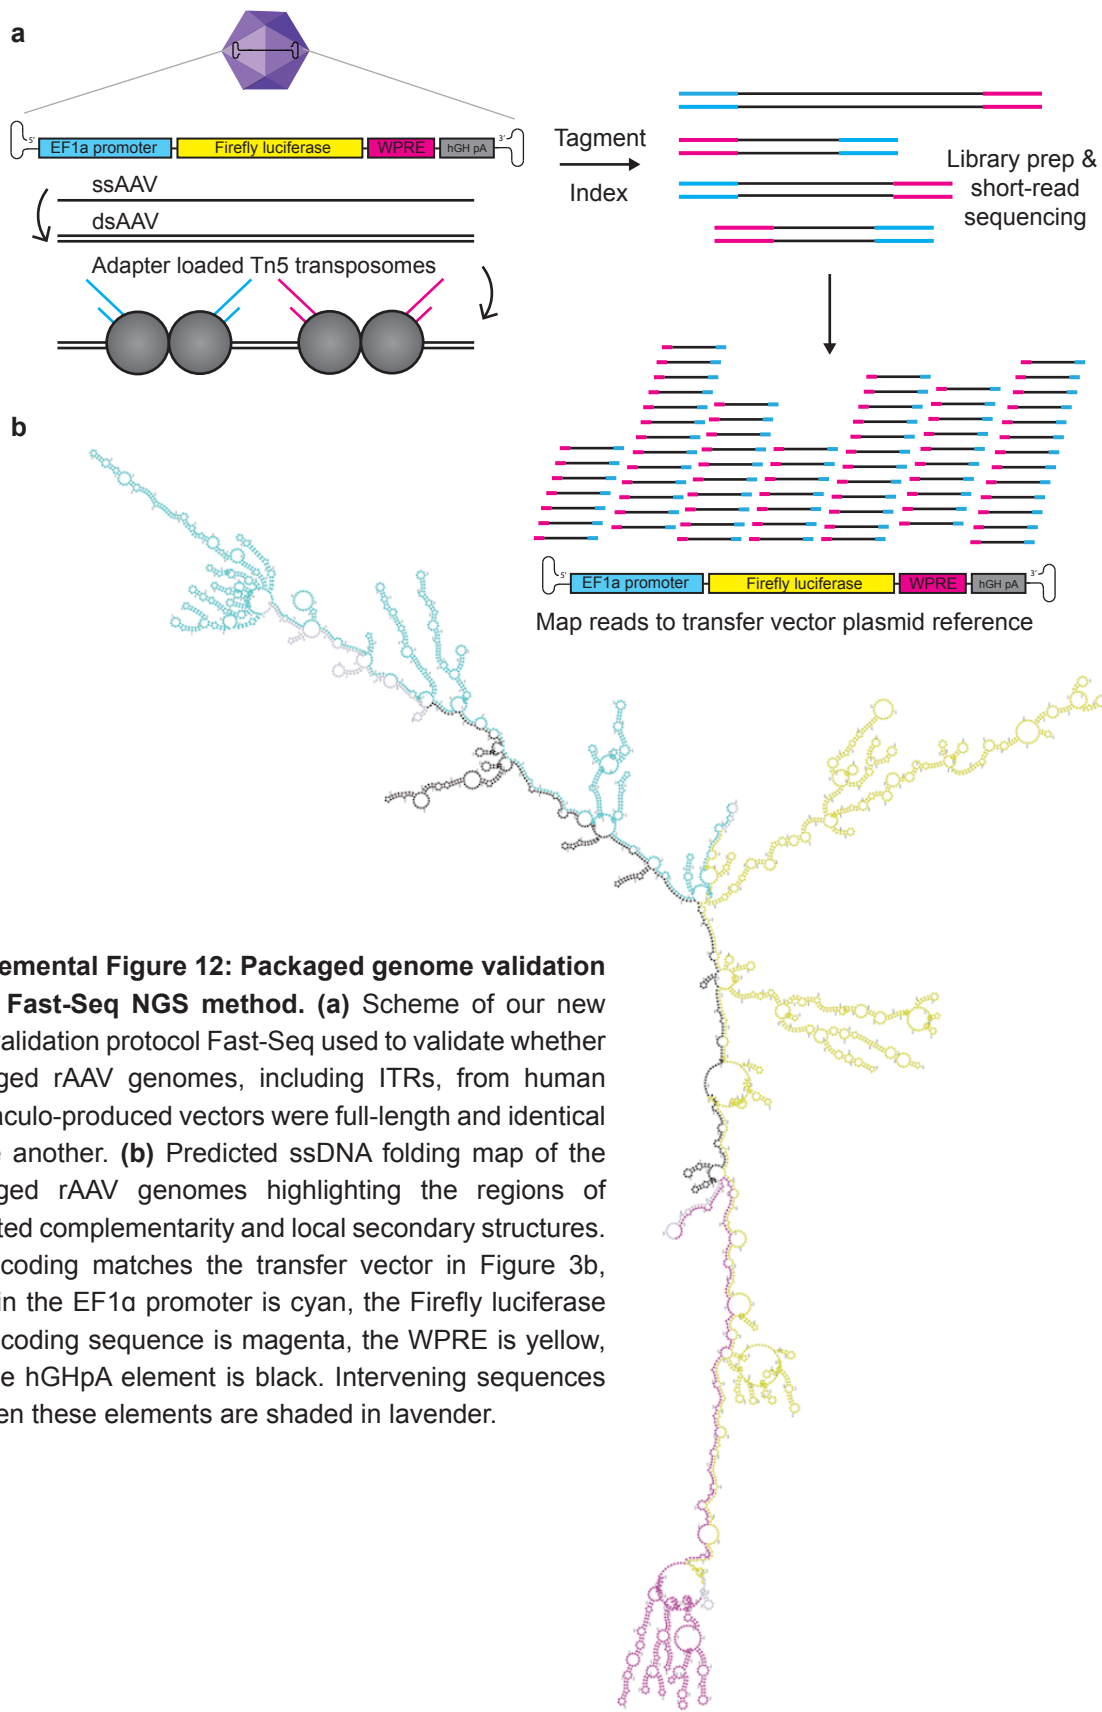 a
5'
EF1a promoter
Firefly luciferase
WPRE
hGH pA
3'
ssAAV
dsAAV
Adapter loaded Tn5 transposomes
Tagment
Index
Library prep &
short-read
sequencing
5'
EF1a promoter
Firefly luciferase
WPRE
hGH pA
3'
Map reads to transfer vector plasmid reference
b
emental Figure 12: Packaged genome validation
Fast-Seq NGS method. (a) Scheme of our new
validation protocol Fast-Seq used to validate whether
ged rAAV genomes, including ITRs, from human
aculo-produced vectors were full-length and identical
e another. (b) Predicted ssDNA folding map of the
ged rAAV genomes highlighting the regions of
ted complementarity and local secondary structures.
coding matches the transfer vector in Figure 3b,
in the EF1α promoter is cyan, the Firefly luciferase
coding sequence is magenta, the WPRE is yellow,
e hGHpA element is black. Intervening sequences
en these elements are shaded in lavender.